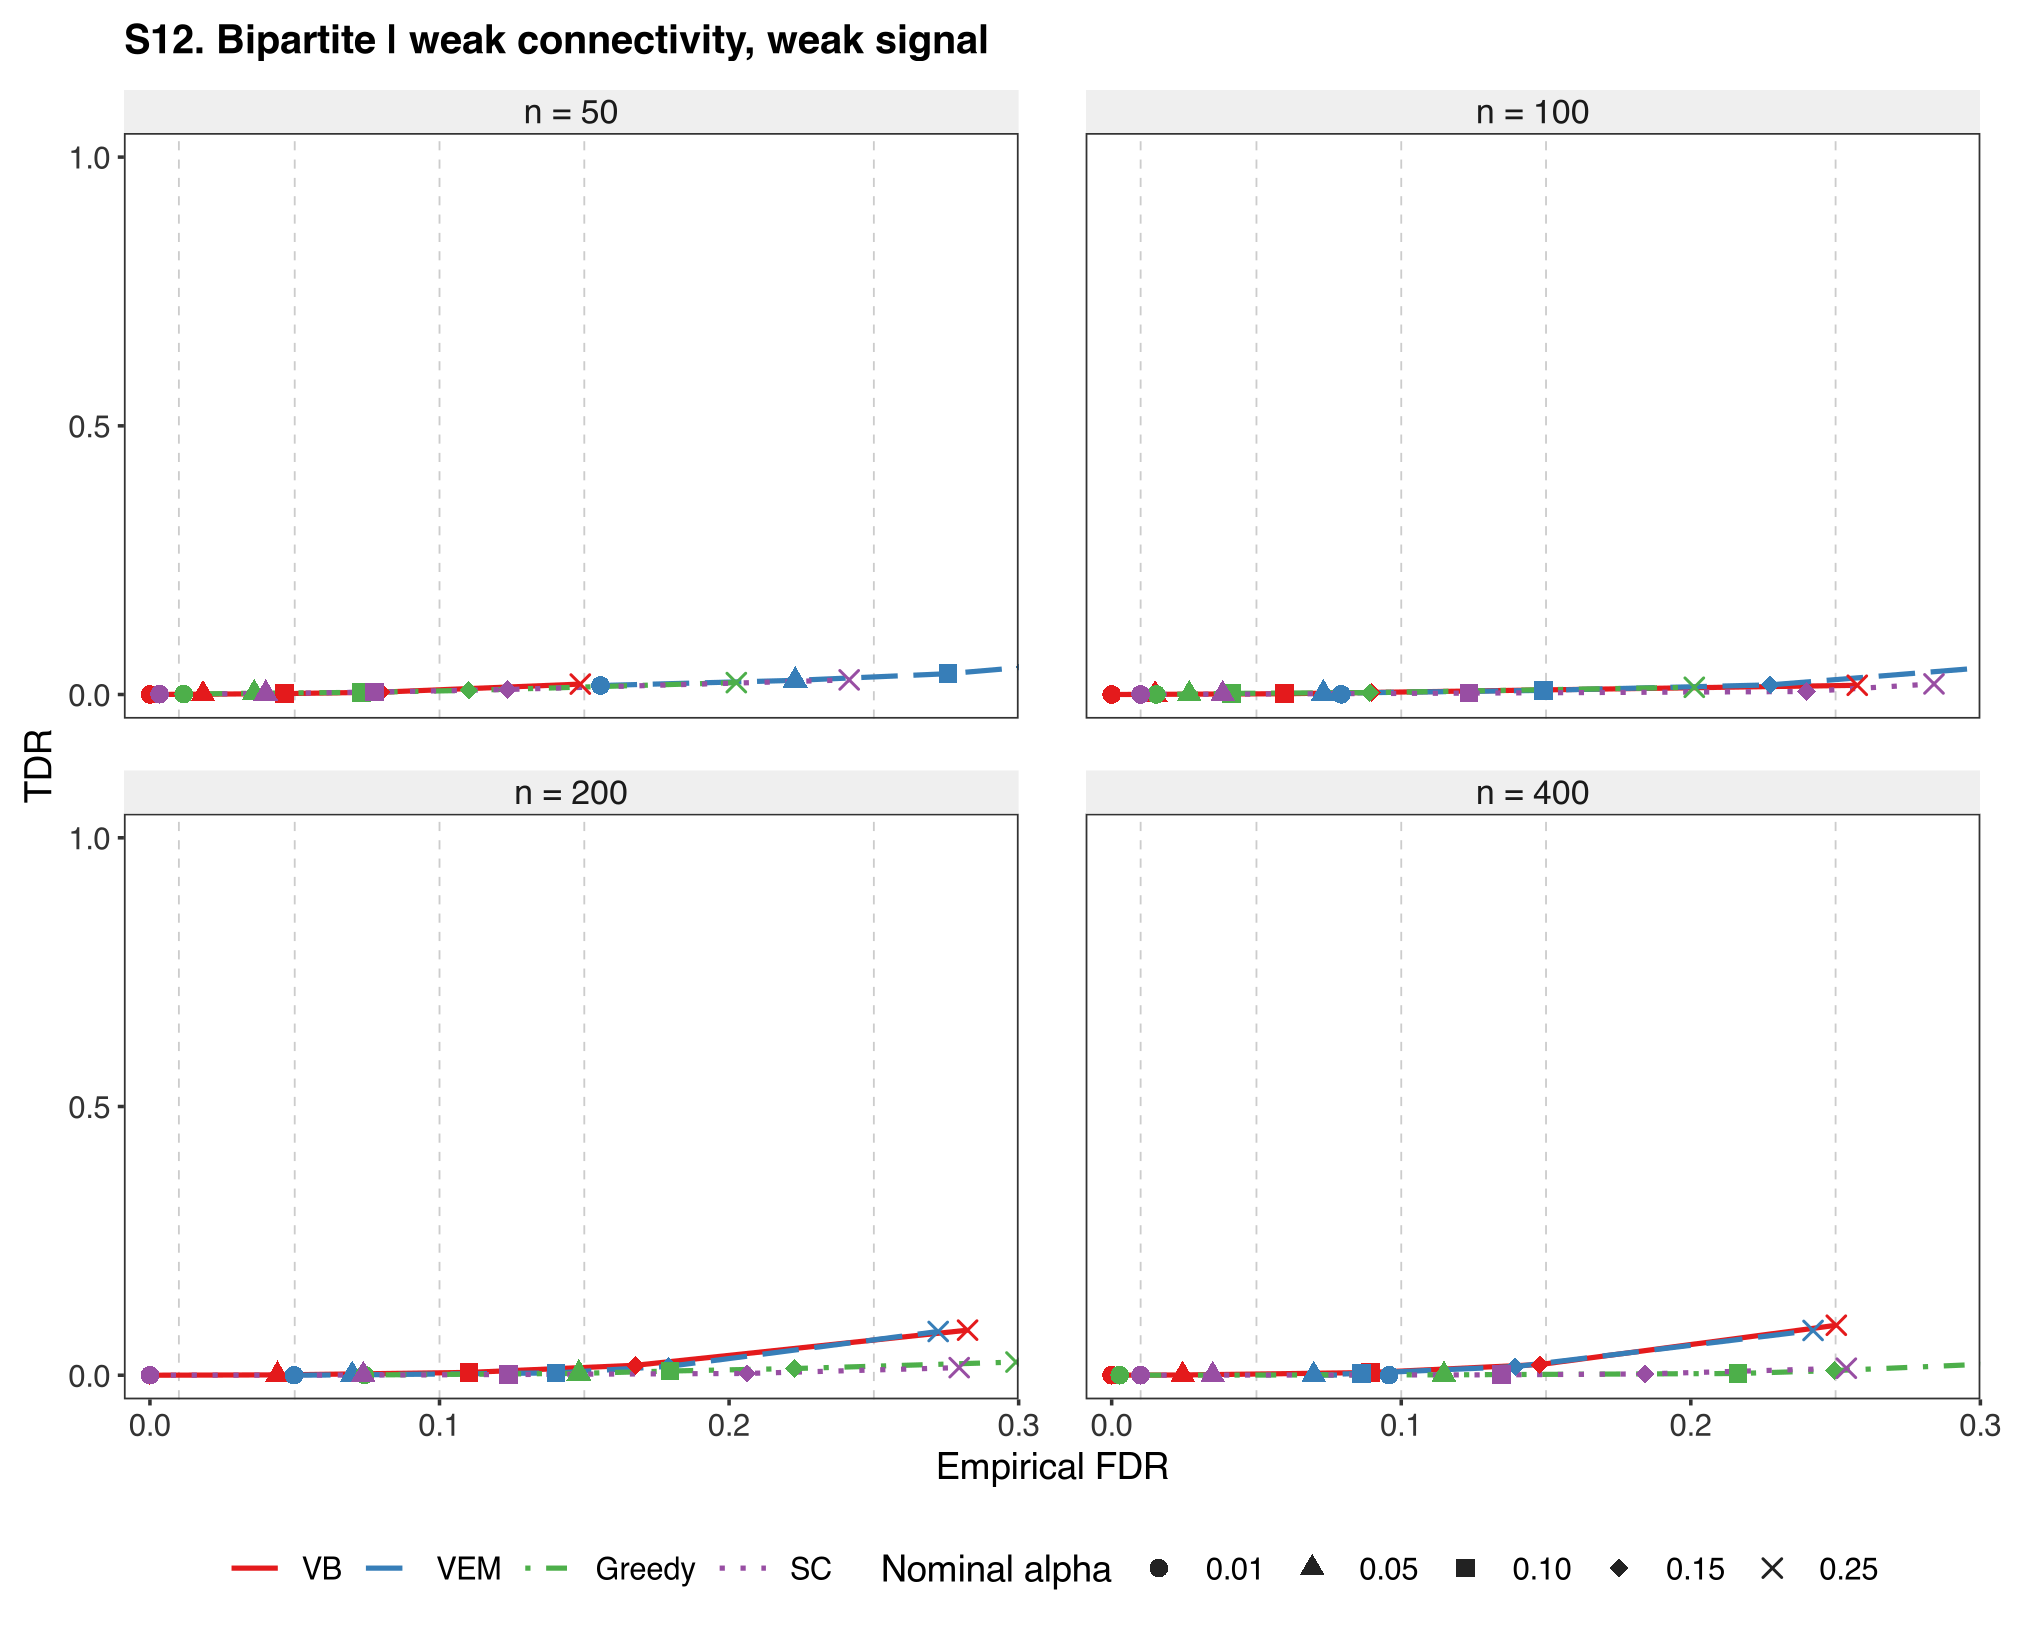 S12. Bipartite | weak connectivity, weak signal
n = 50
n = 100
1.0
0.5
0.0
TDR
n = 200
n = 400
1.0
0.5
0.0
0.0 0.1 0.2 0.3 0.0 0.1 0.2 0.3
Empirical FDR
VB VEM Greedy SC Nominal alpha 0.01 0.05 0.10 0.15 0.25